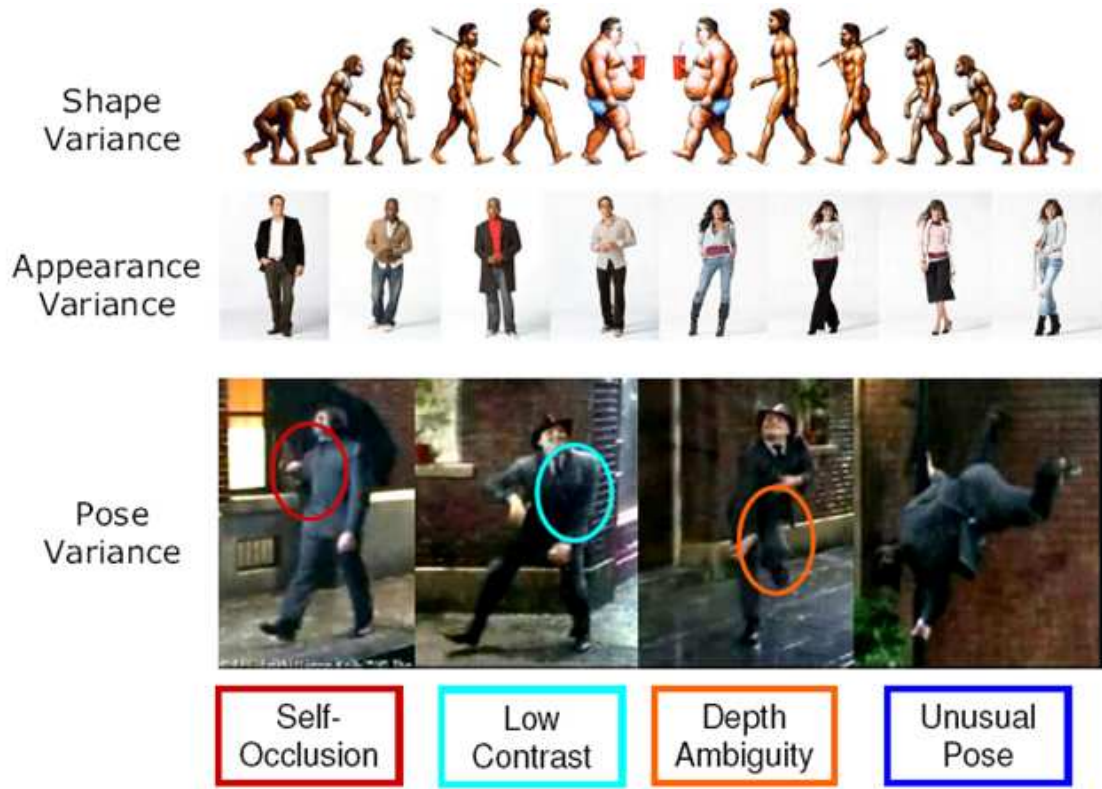 Shape
Variance
Appearance
Variance
Pose
Variance
Self-
Occlusion
Low
Contrast
Depth
Ambiguity
Unusual
Pose